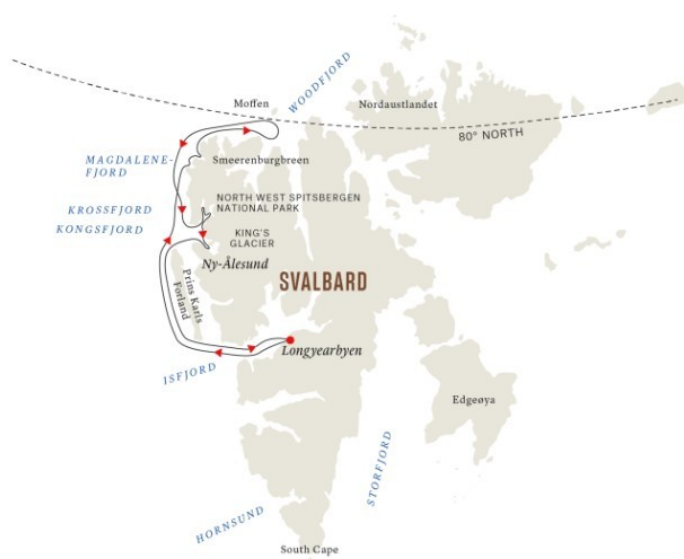 WOODFJORD
Moffen
Nordaustlandet
80° NORTH
MAGDALENE-
FJORD
Smeerenburgbreen
NORTH WEST SPITSBERGEN
NATIONAL PARK
KROSSFJORD
KONGSFJORD
KING'S
GLACIER
Ny-Ålesund
SVALBARD
Prins Karls
Forland
Longyearbyen
ISFJORD
Edgeøya
STORFJORD
HORNSUND
South Cape